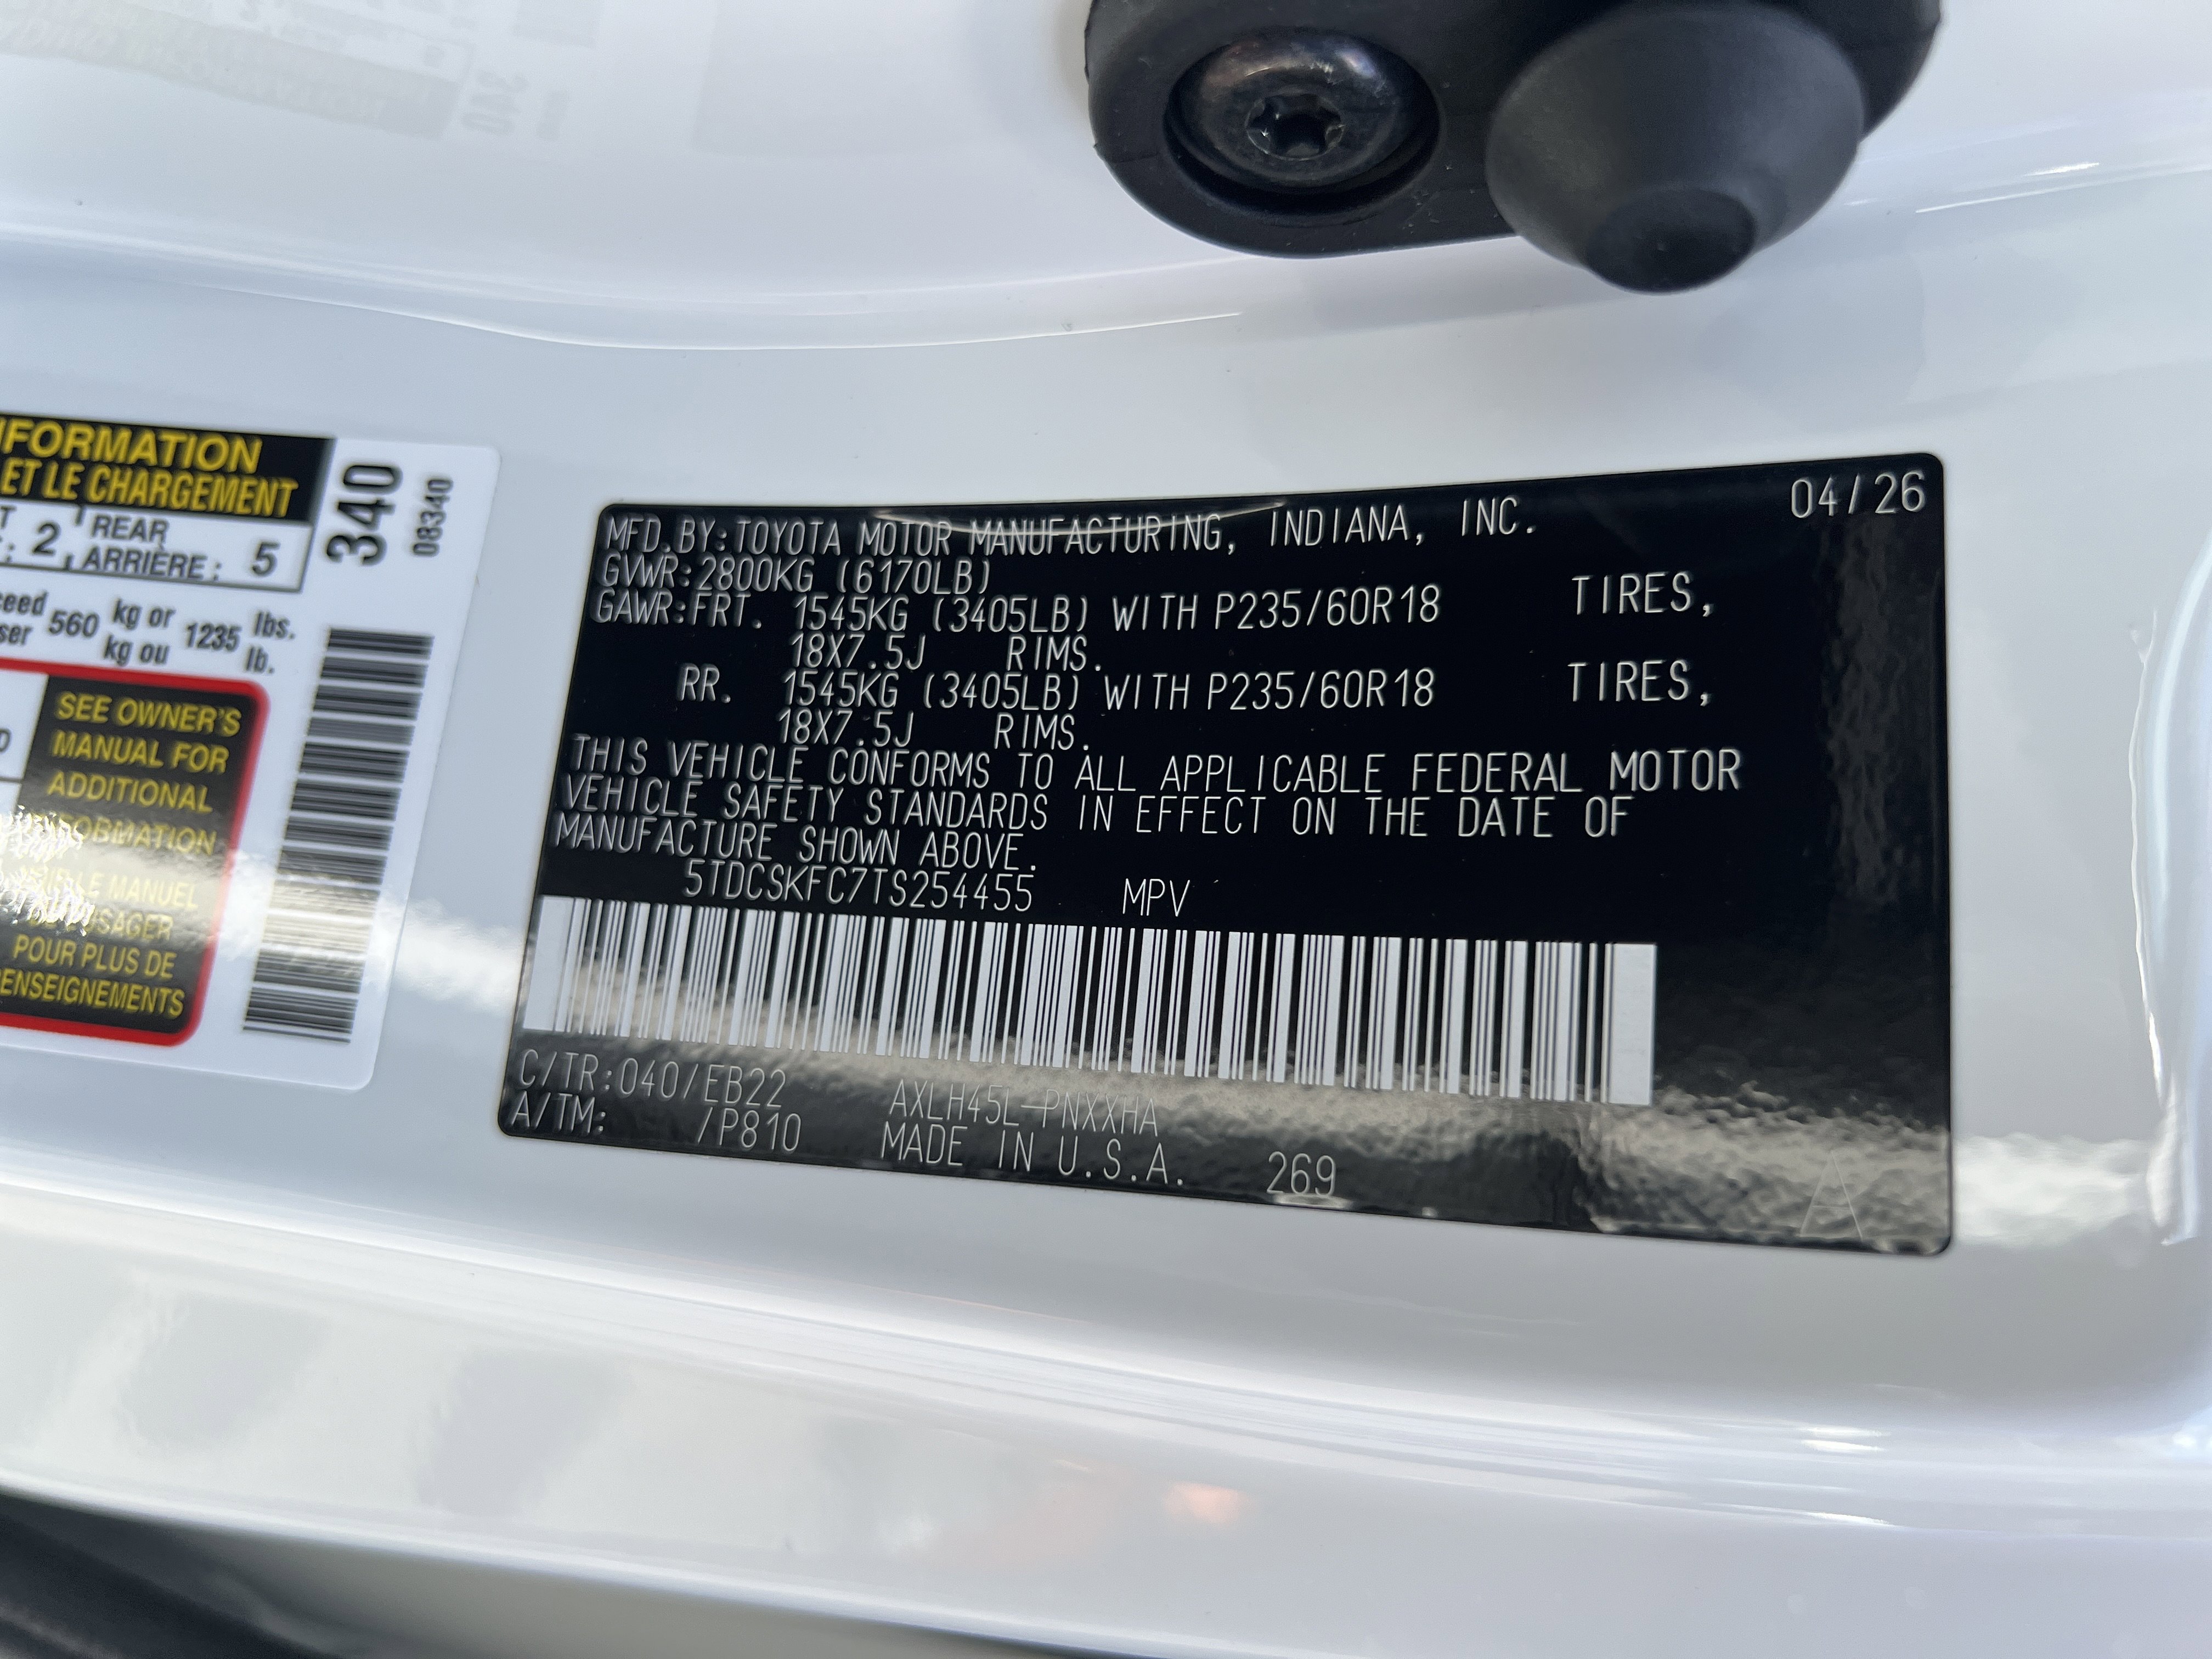 NFORMATION
ET LE CHARGEMENT
2 REAR
ARRIÈRE : 5
340
08340
560 kg or 1235 lbs.
kg ou lb.
SEE OWNER'S
MANUAL FOR
ADDITIONAL
MANUEL
POUR PLUS DE
RENSEIGNEMENTS
04/26
MFD.BY:TOYOTA MOTOR MANUFACTURING, INDIANA, INC.
GVWR:2800KG (6170LB)
GAWR:FRT. 1545KG (3405LB) WITH P235/60R18 TIRES,
18X7.5J RIMS.
RR. 1545KG (3405LB) WITH P235/60R18 TIRES,
18X7.5J RIMS.
THIS VEHICLE CONFORMS TO ALL APPLICABLE FEDERAL MOTOR
VEHICLE SAFETY STANDARDS IN EFFECT ON THE DATE OF
MANUFACTURE SHOWN ABOVE.
5TDCSKFC7TS254455 MPV
C/TR:040/EB22 AXLH45L-PNXXHA
A/TM: /P810 MADE IN U.S.A. 269
A